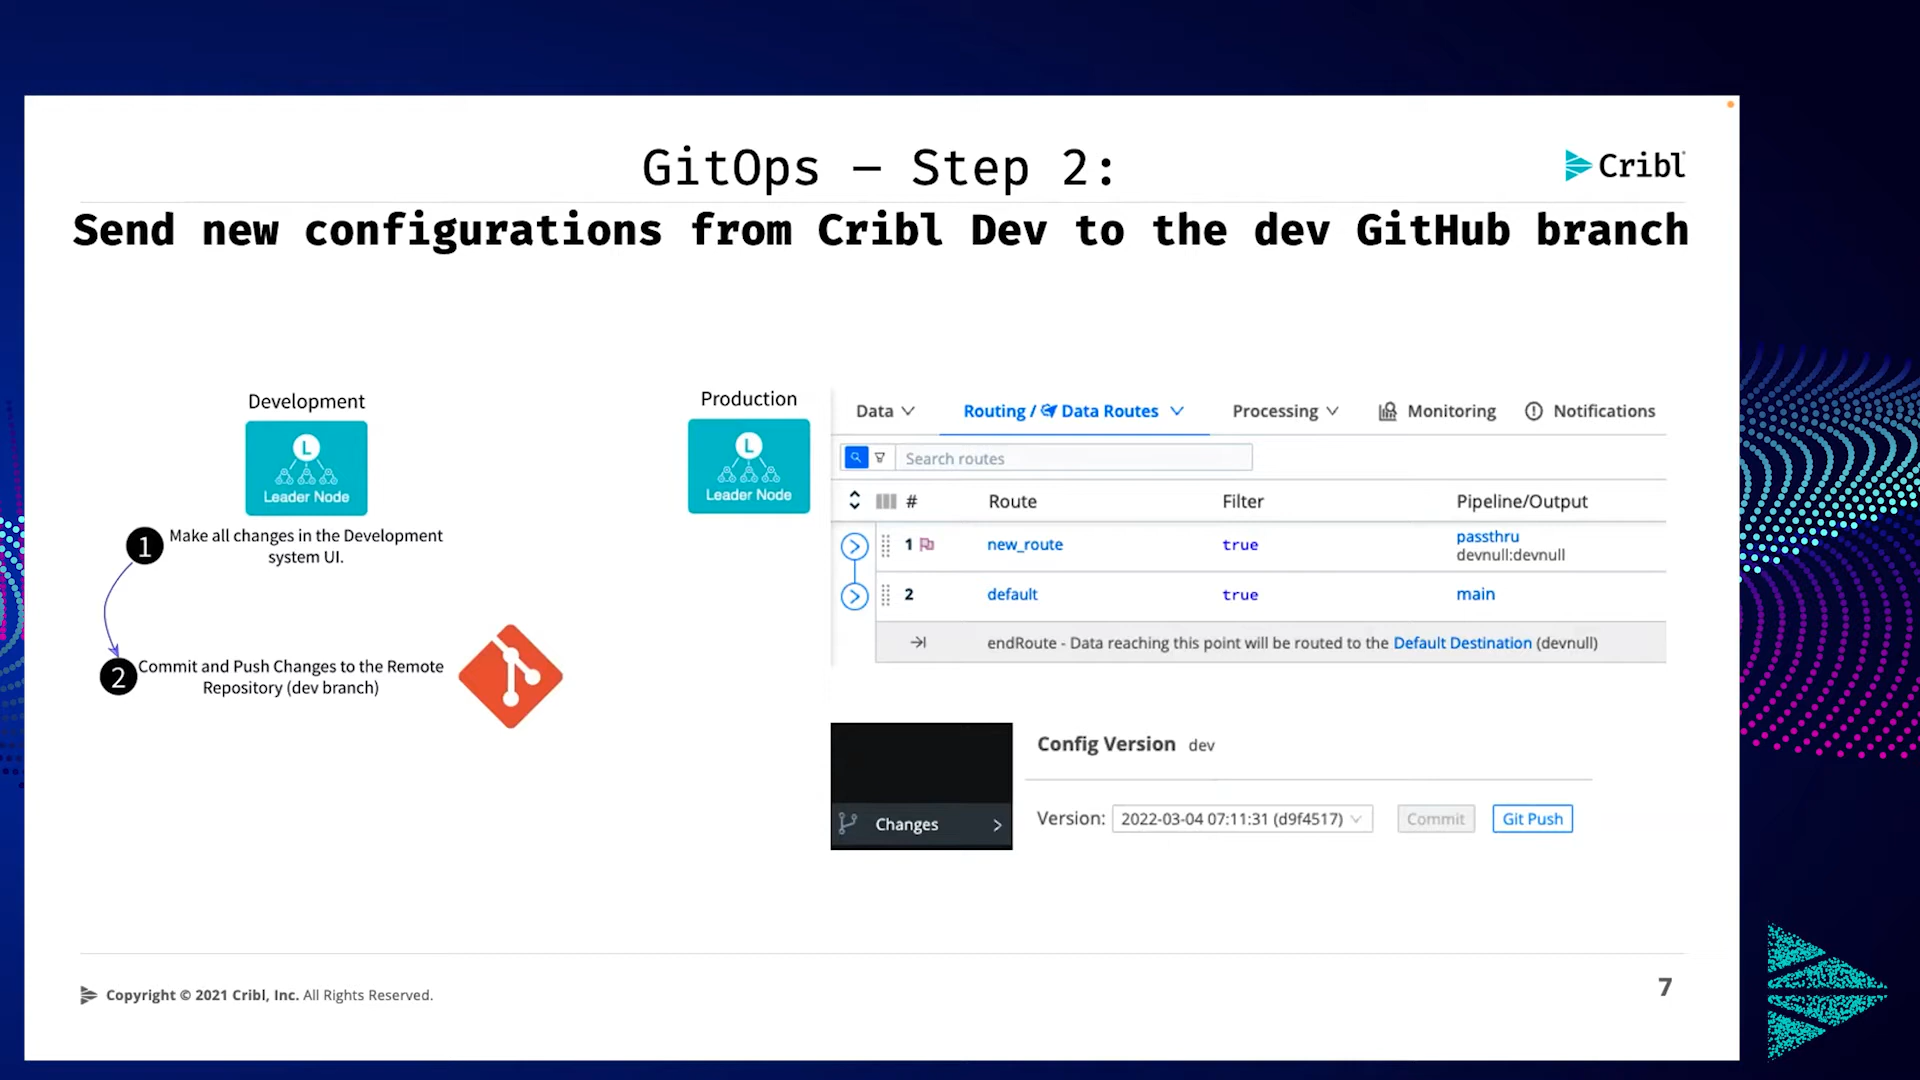 GitOps – Step 2:
Cribl
Send new configurations from Cribl Dev to the dev GitHub branch
Development
L
Leader Node
1
Make all changes in the Development
system UI.
2
Commit and Push Changes to the Remote
Repository (dev branch)
Production
L
Leader Node
Data
Routing / Data Routes
Processing
Monitoring
Notifications
Search routes
# Route Filter Pipeline/Output
1 new_route true passthru
devnull:devnull
2 default true main
endRoute - Data reaching this point will be routed to the Default Destination (devnull)
Changes
Config Version dev
Version: 2022-03-04 07:11:31 (d9f4517) Commit Git Push
Copyright © 2021 Cribl, Inc. All Rights Reserved.
7